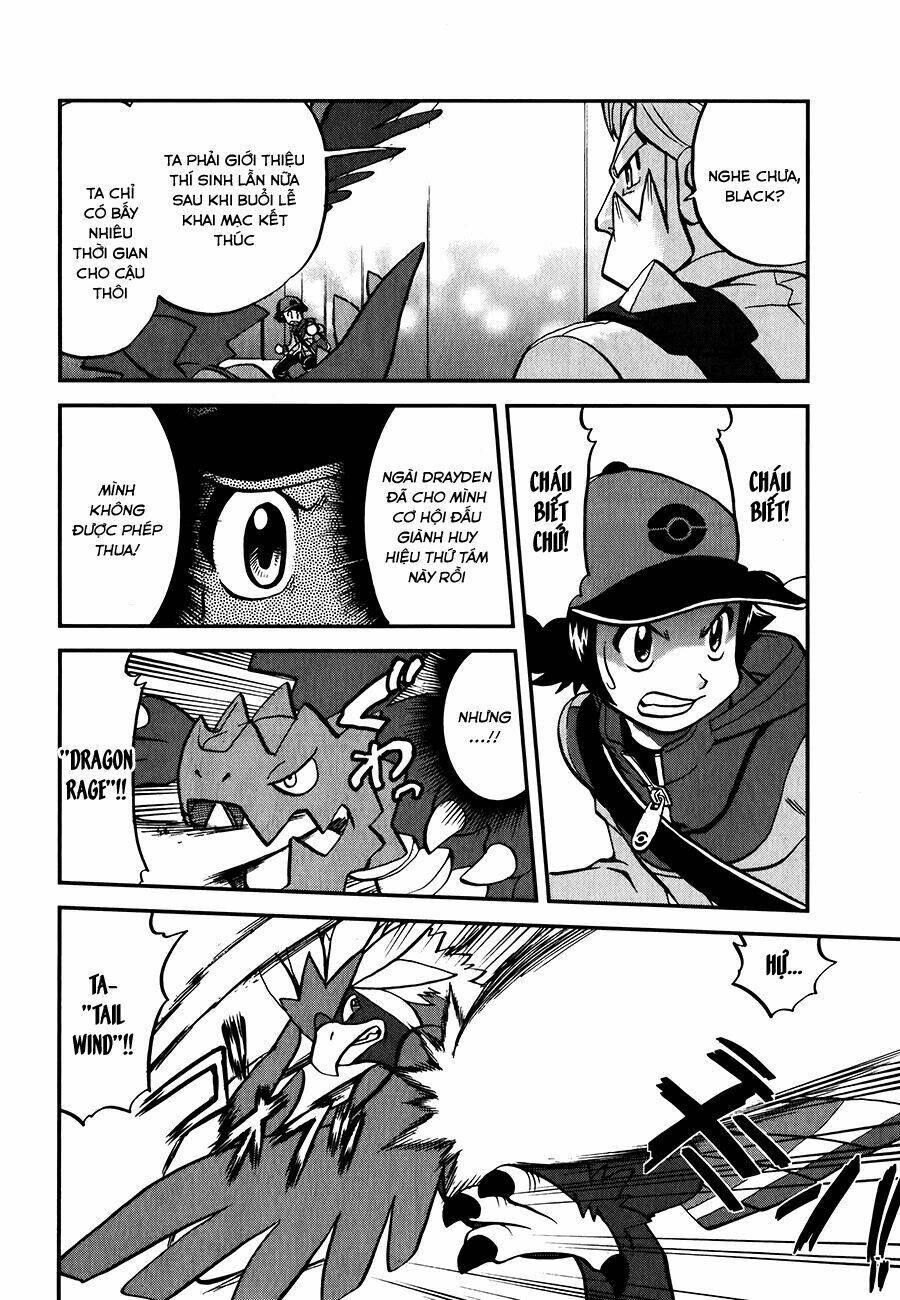 NGHE CHƯA,
BLACK?
TA PHẢI GIỚI THIỆU
THÍ SINH LẦN NỮA
SAU KHI BUỔI LỄ
KHAI MẠC KẾT
THÚC
TA CHỈ
CÓ BẤY
NHIÊU
THỜI GIAN
CHO CẬU
THÔI
CHÁU
BIẾT!
CHÁU
BIẾT
CHỨ!
NGÀI DRAYDEN
ĐÃ CHO MÌNH
CƠ HỘI ĐẤU
GIÀNH HUY
HIỆU THỨ TÁM
NÀY RỒI
MÌNH
KHÔNG
ĐƯỢC PHÉP
THUA!
NHƯNG
...!!
"DRAGON
RAGE"!!
HỰ...
TA-
"TAIL
WIND"!!